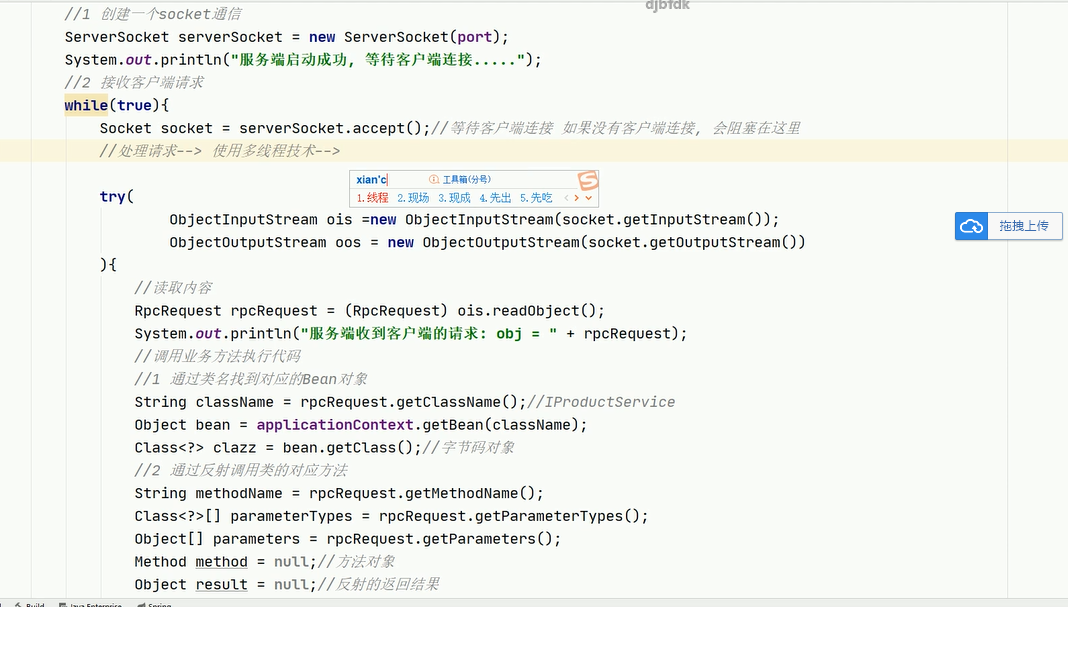 djbfdk
//1 创建一个socket通信
ServerSocket serverSocket = new ServerSocket(port);
System.out.println("服务端启动成功, 等待客户端连接.....");
//2 接收客户端请求
while(true){
Socket socket = serverSocket.accept();//等待客户端连接 如果没有客户端连接, 会阻塞在这里
//处理请求--> 使用多线程技术-->
xian'c 工具箱(分号)
1.线程 2.现场 3.现成 4.先出 5.先吃
try(
ObjectInputStream ois =new ObjectInputStream(socket.getInputStream());
拖拽上传
ObjectOutputStream oos = new ObjectOutputStream(socket.getOutputStream())
){
//读取内容
RpcRequest rpcRequest = (RpcRequest) ois.readObject();
System.out.println("服务端收到客户端的请求: obj = " + rpcRequest);
//调用业务方法执行代码
//1 通过类名找到对应的Bean对象
String className = rpcRequest.getClassName();//IProductService
Object bean = applicationContext.getBean(className);
Class<?> clazz = bean.getClass();//字节码对象
//2 通过反射调用类的对应方法
String methodName = rpcRequest.getMethodName();
Class<?>[] parameterTypes = rpcRequest.getParameterTypes();
Object[] parameters = rpcRequest.getParameters();
Method method = null;//方法对象
Object result = null;//反射的返回结果
Build Java Enterprise Spring